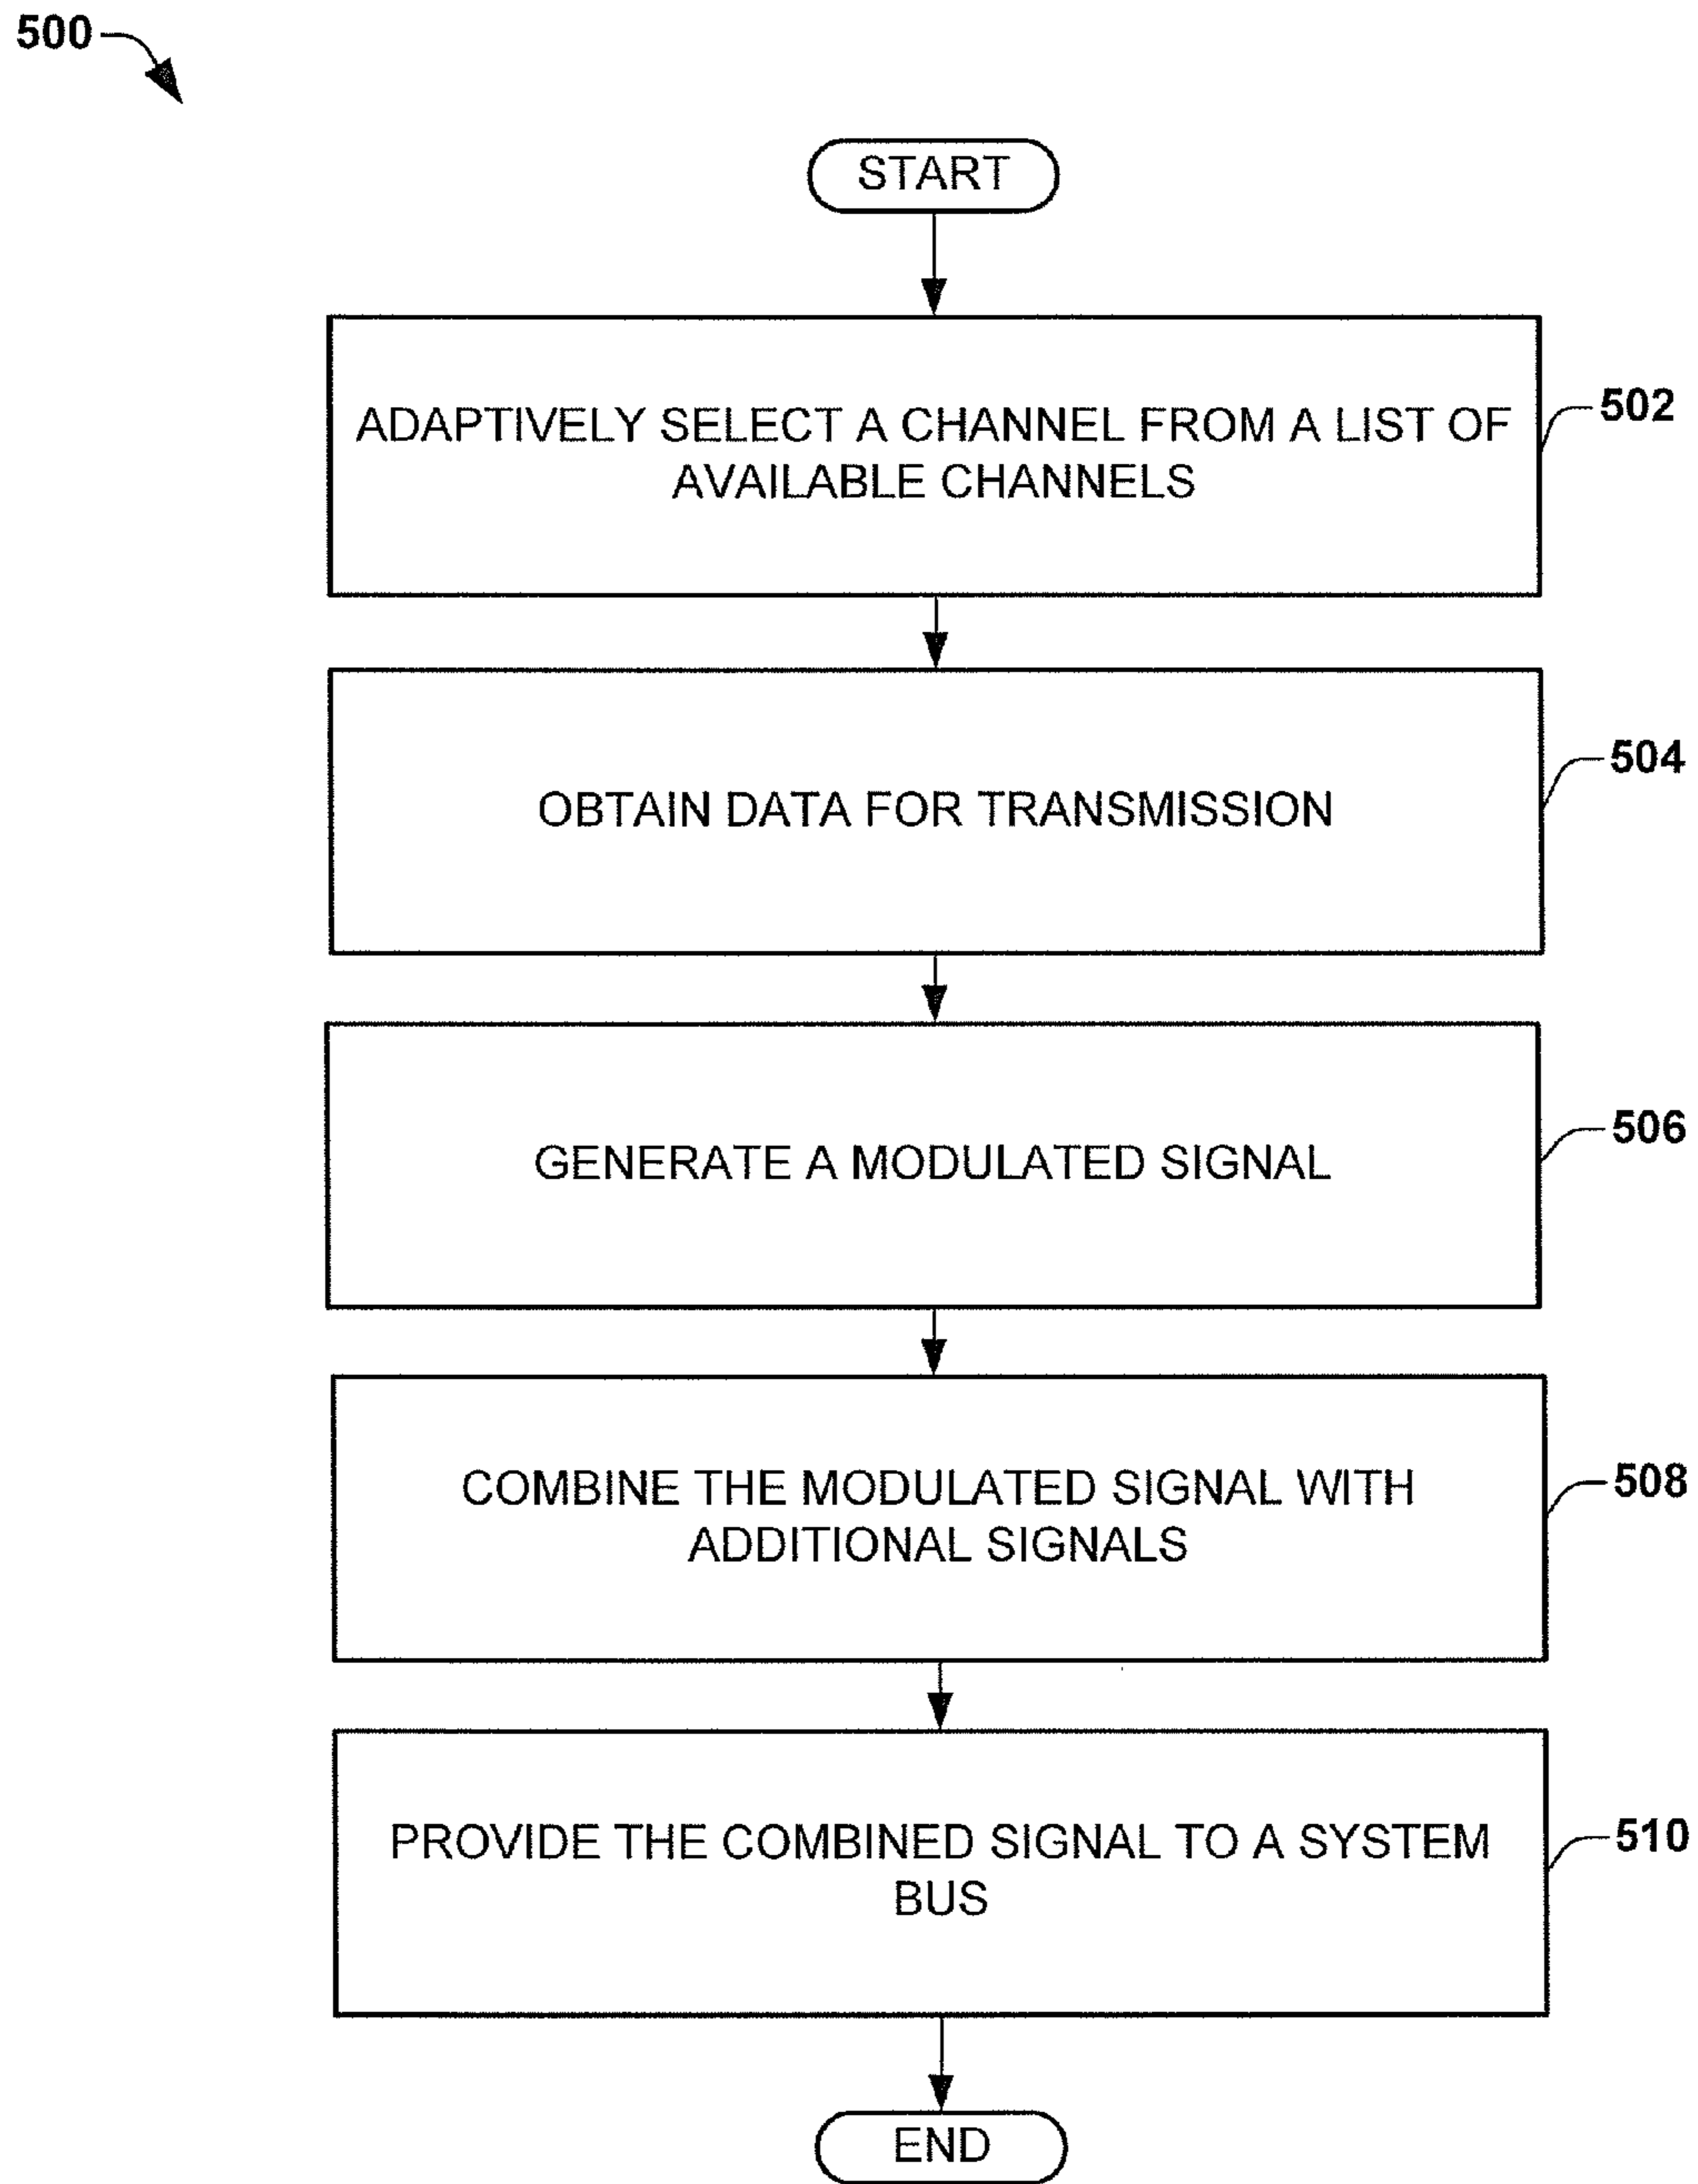 500
START
ADAPTIVELY SELECT A CHANNEL FROM A LIST OF
AVAILABLE CHANNELS
502
OBTAIN DATA FOR TRANSMISSION
504
GENERATE A MODULATED SIGNAL
506
COMBINE THE MODULATED SIGNAL WITH
ADDITIONAL SIGNALS
508
PROVIDE THE COMBINED SIGNAL TO A SYSTEM
BUS
510
END